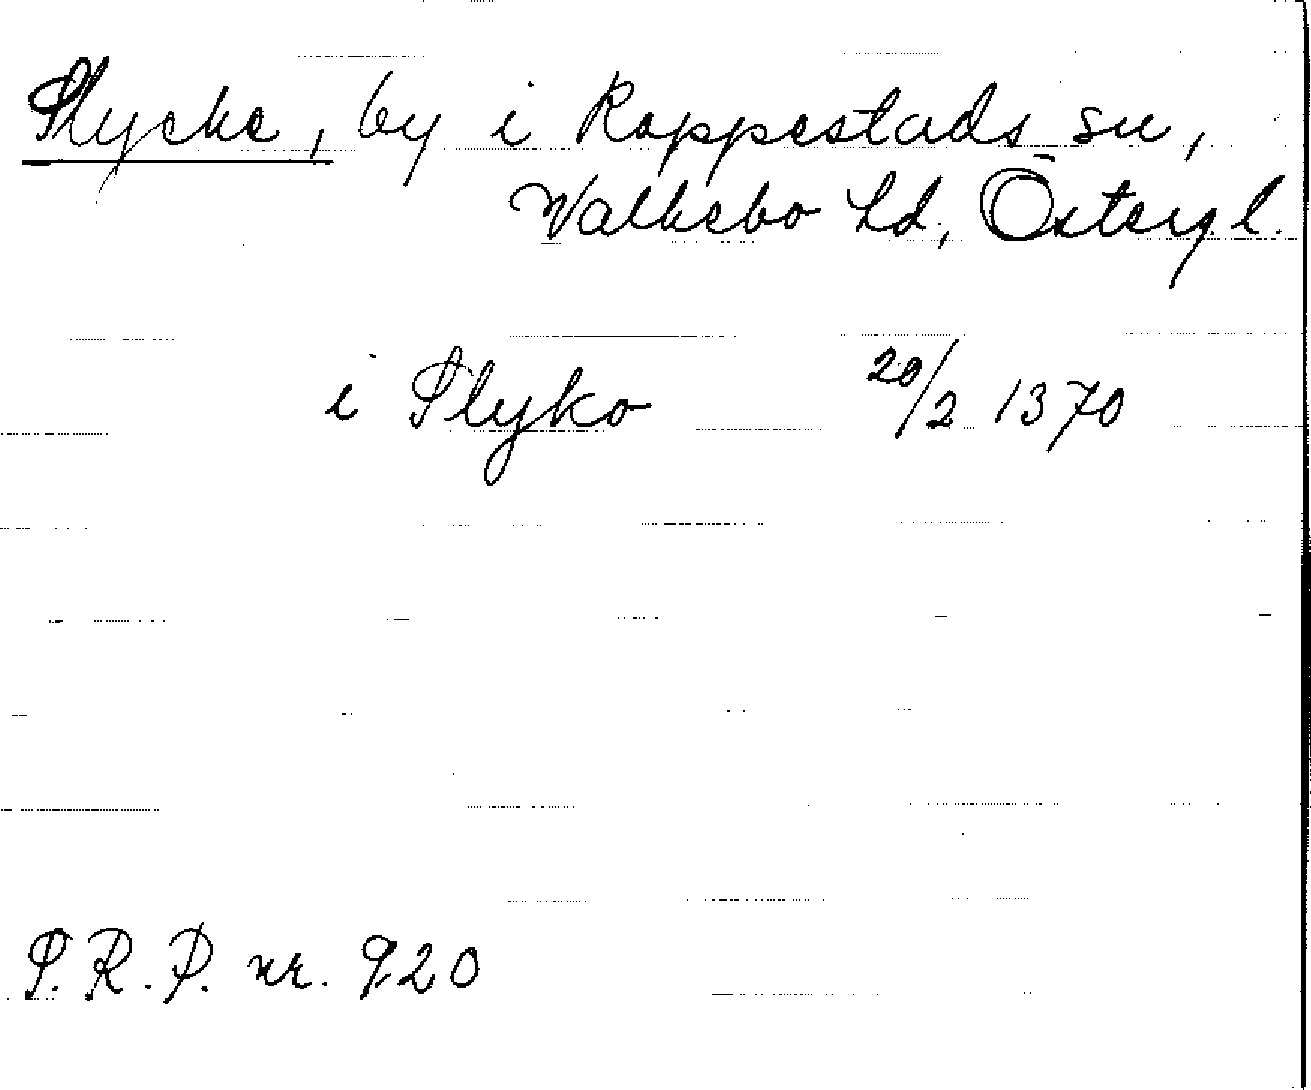 Slycke, by i Rappestads sn,
Valkebo hd, Östergl.
i Slyko 20/2 1370
S.R.P. nr. 920